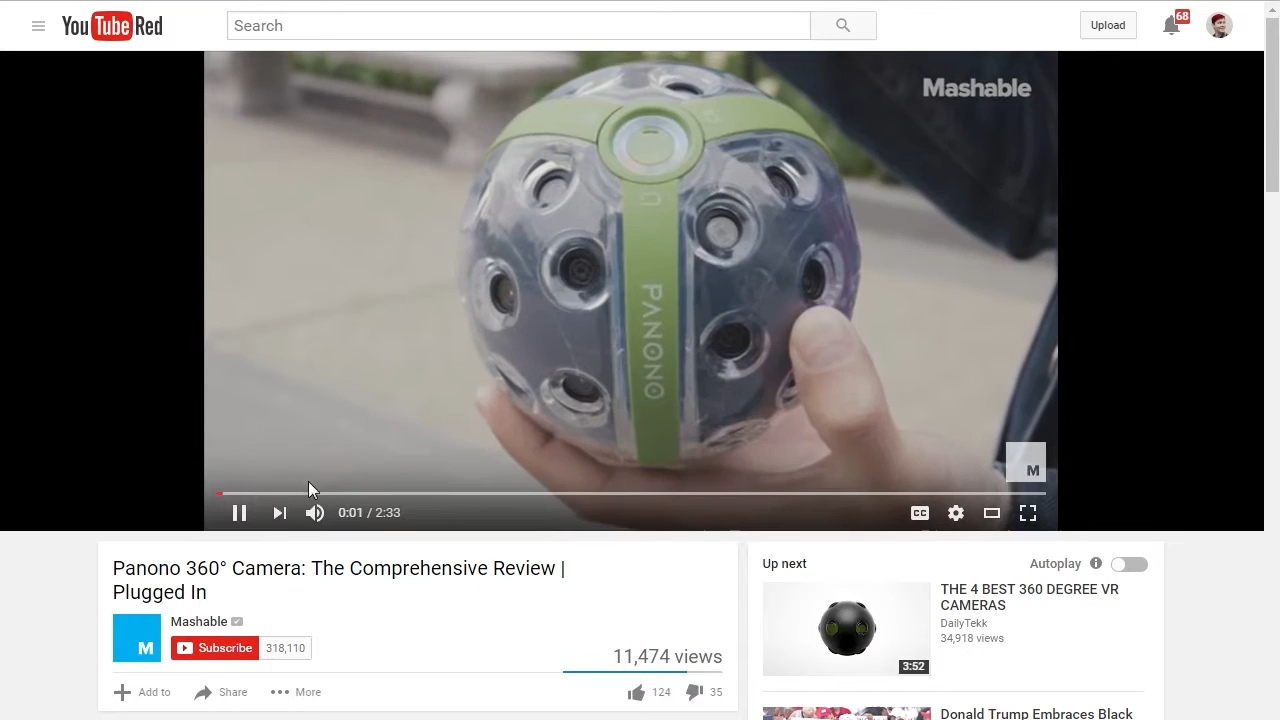 YouTube Red
Search
Upload
68
Mashable
PANONO
M
0:01 / 2:33
CC
Panono 360° Camera: The Comprehensive Review |
Plugged In
M
Mashable
Subscribe 318,110
11,474 views
Add to
Share
More
124
35
Up next
Autoplay
3:52
THE 4 BEST 360 DEGREE VR
CAMERAS
DailyTekk
34,918 views
Donald Trump Embraces Black